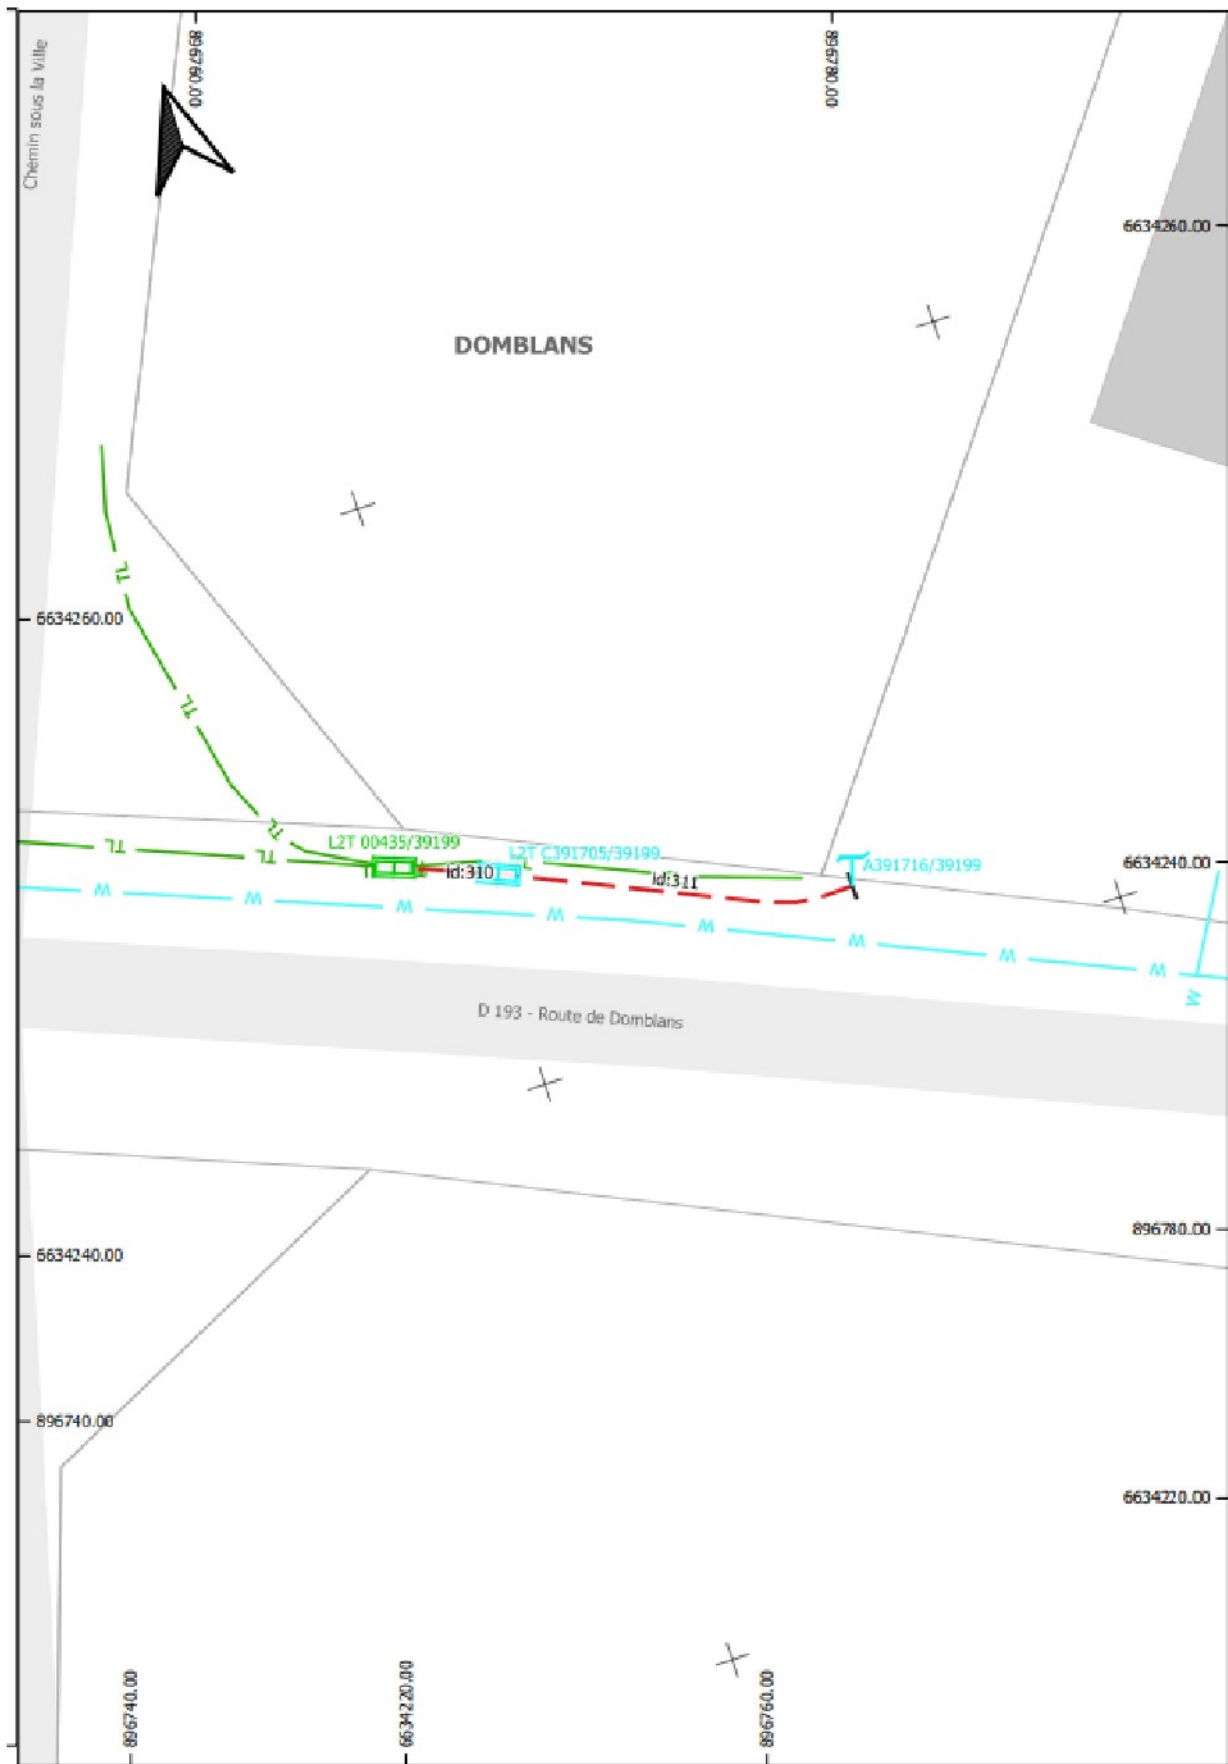 Chemin sous la Ville
896760.00
896780.00
6634260.00
DOMBLANS
TL
6634260.00
TL
TL
L2T 00435/39199
TL
TL
L2T C391705/39199
A391716/39199
6634240.00
id:310
id:311
W
W
W
W
W
W
W
W
W
D 193 - Route de Domblans
896780.00
6634240.00
896740.00
6634220.00
896740.00
6634220.00
896760.00